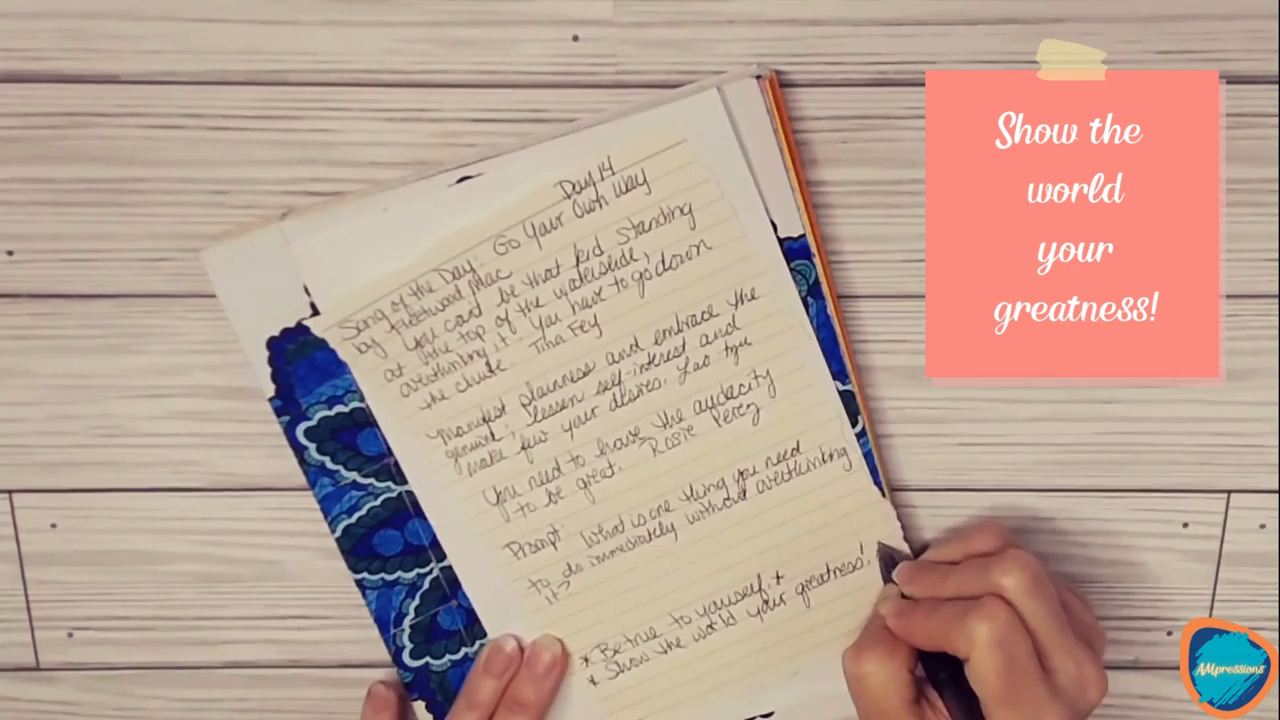 Day 14
Song of the Day: Go Your Own Way
by Fleetwood Mac
You can't be that kid standing
at the top of the waterslide,
overthinking it. You have to go down
the chute. Tina Fey
Manifest plainness and embrace the
genuine; lessen self-interest and
make few your desires. Lao tzu
You need to have the audacity
to be great. Rosie Perez
Prompt: What is one thing you need
to do immediately without overthinking
it?
* Be true to yourself, +
* Show the world your greatness!
Show the
world
your
greatness!
AMpressions